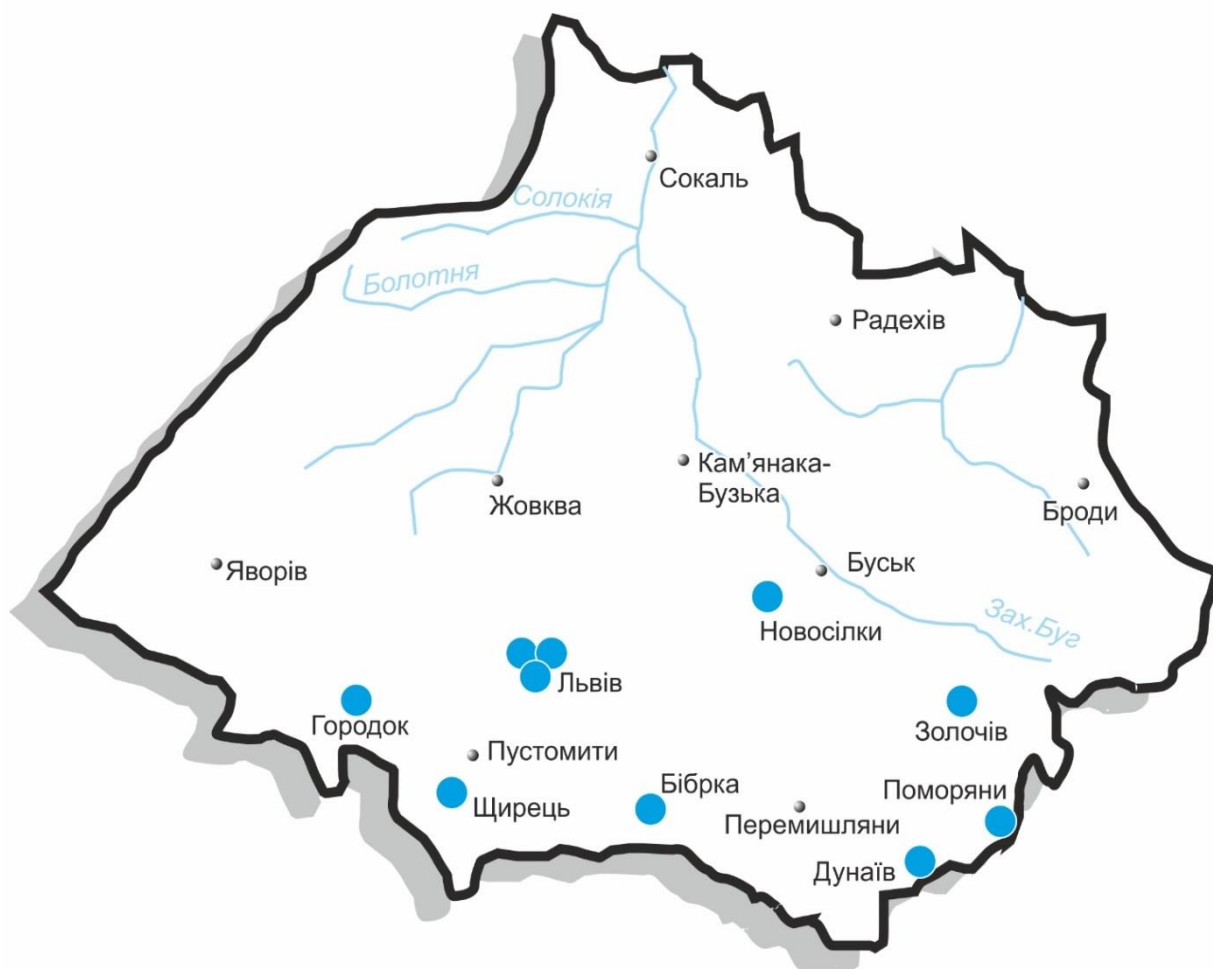 Сокаль
Солокія
Болотня
Радехів
Кам’янака-
Бузька
Жовква
Броди
Яворів
Буськ
Новосілки
Зах.Буг
Львів
Городок
Золочів
Пустомити
Бібрка
Поморяни
Щирець
Перемишляни
Дунаїв